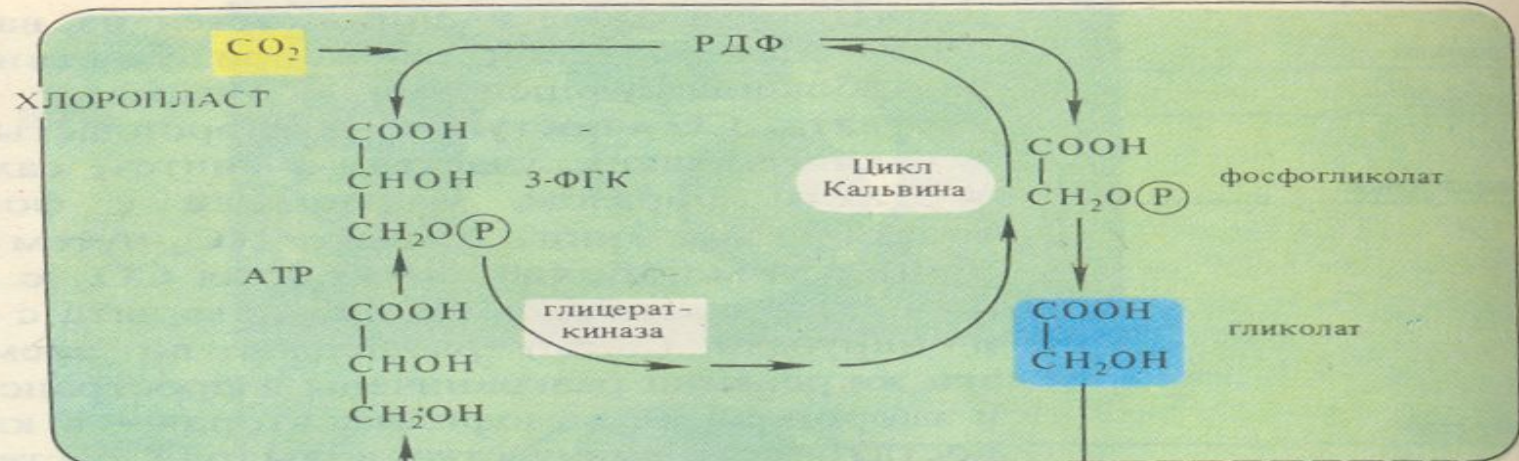 CO₂
РДФ
ХЛОРОПЛАСТ
COOH
CHOH 3-ФГК
CH₂O(P)
Цикл
Кальвина
COOH
CH₂O(P)
фосфогликолат
АТР
глицерат-
киназа
COOH
CHOH
CH₂OH
COOH
CH₂OH
гликолат